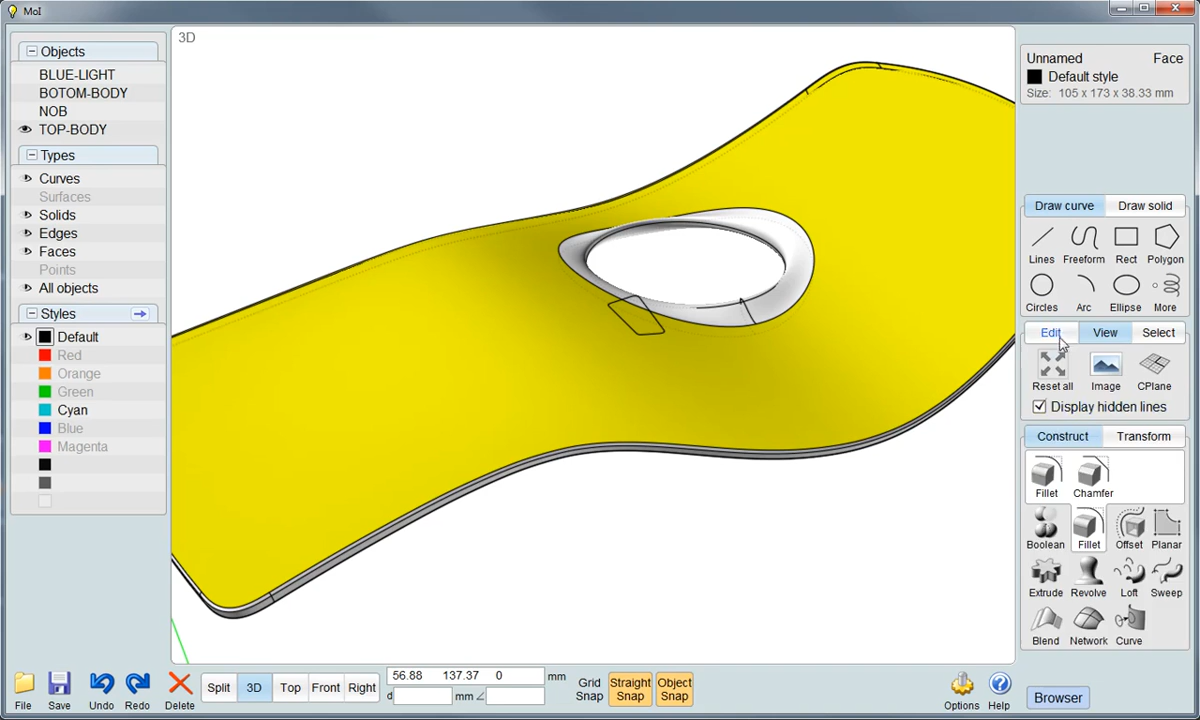 MoI
Objects
BLUE-LIGHT
BOTOM-BODY
NOB
TOP-BODY
Types
Curves
Surfaces
Solids
Edges
Faces
Points
All objects
Styles
Default
Red
Orange
Green
Cyan
Blue
Magenta
3D
Unnamed Face
Default style
Size: 105 x 173 x 38.33 mm
Draw curve Draw solid
Lines Freeform Rect Polygon
Circles Arc Ellipse More
Edit View Select
Reset all Image CPlane
Display hidden lines
Construct Transform
Fillet Chamfer
Boolean Fillet Offset Planar
Extrude Revolve Loft Sweep
Blend Network Curve
File Save Undo Redo Delete
Split 3D Top Front Right
56.88 137.37 0 mm
d mm ∠
Grid Snap
Straight Snap
Object Snap
Options Help
Browser